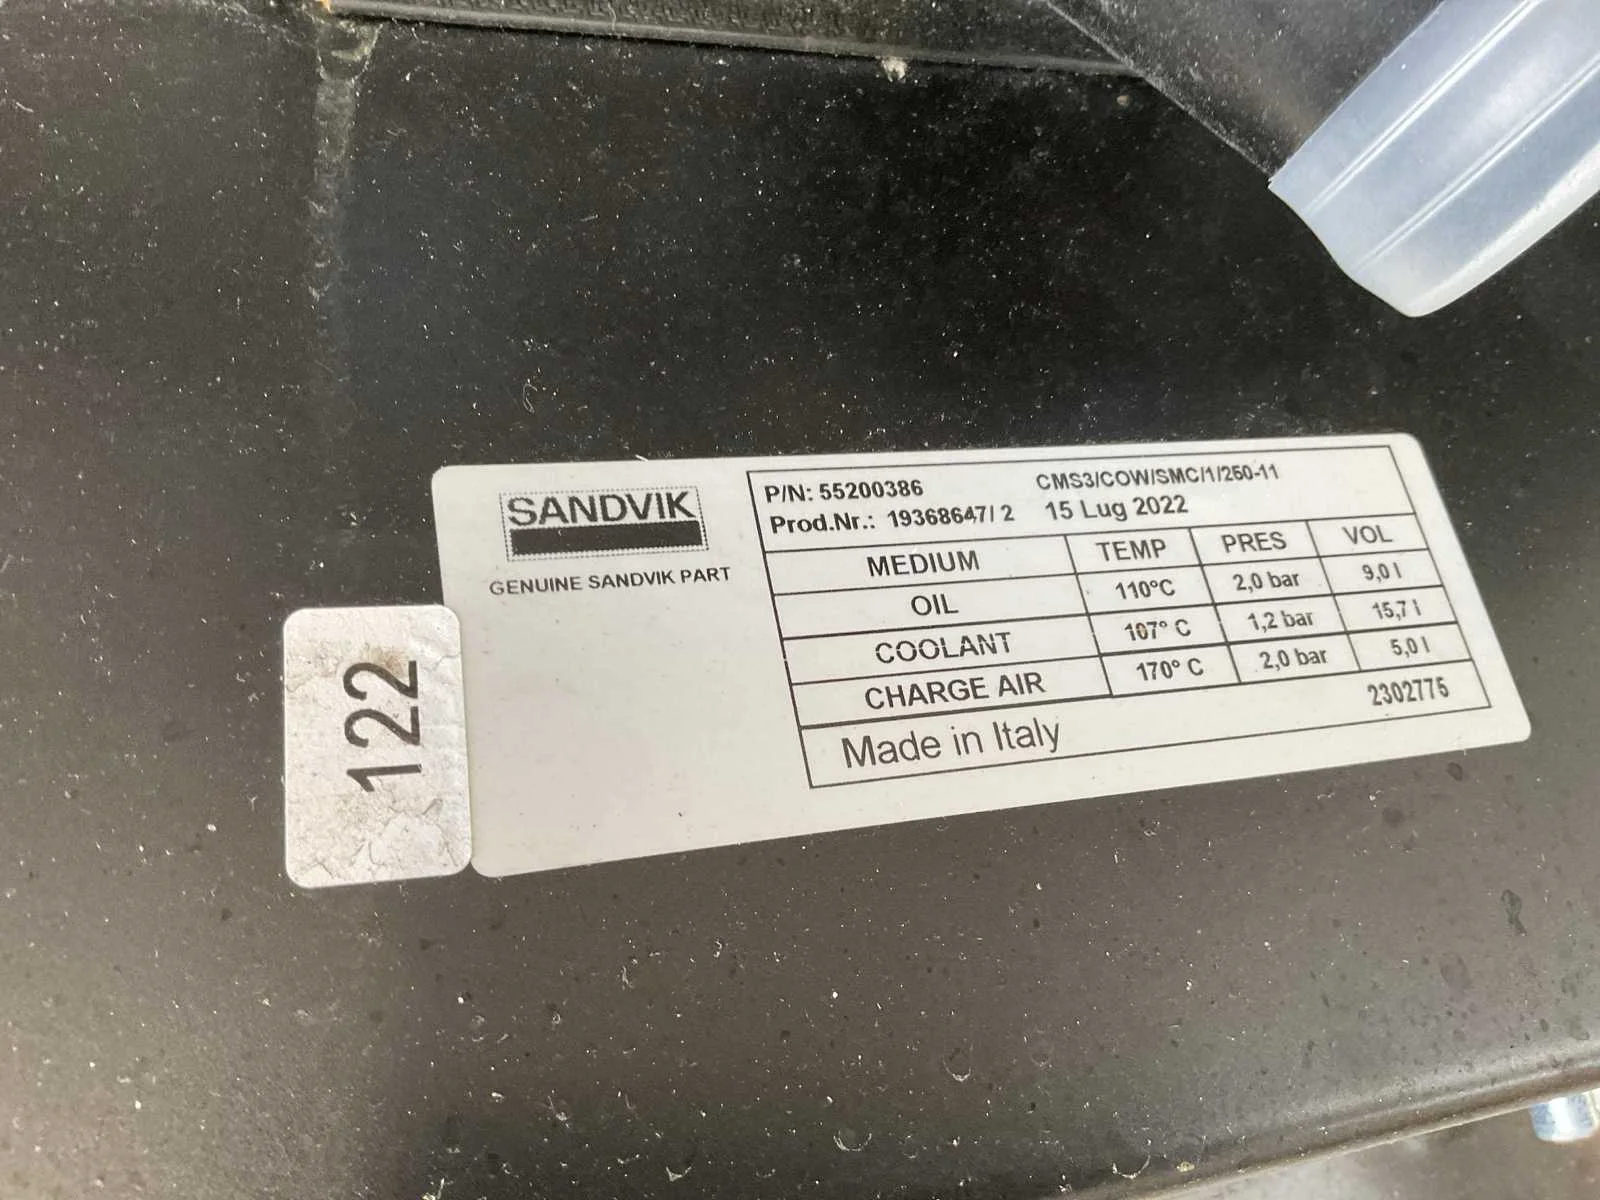 SANDVIK
GENUINE SANDVIK PART
122
P/N: 55200386 CMS3/COW/SMC/1/250-11
Prod.Nr.: 19368647/ 2 15 Lug 2022
MEDIUM TEMP PRES VOL
OIL 110°C 2,0 bar 9,0 l
COOLANT 107° C 1,2 bar 15,7 l
CHARGE AIR 170° C 2,0 bar 5,0 l
Made in Italy 2302775